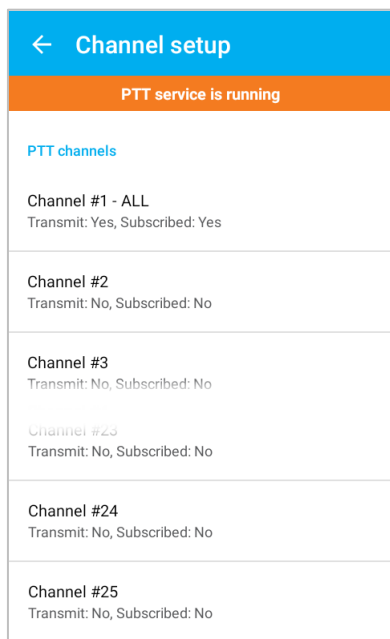 Channel setup
PTT service is running
PTT channels
Channel #1 - ALL
Transmit: Yes, Subscribed: Yes
Channel #2
Transmit: No, Subscribed: No
Channel #3
Transmit: No, Subscribed: No
Channel #23
Transmit: No, Subscribed: No
Channel #24
Transmit: No, Subscribed: No
Channel #25
Transmit: No, Subscribed: No